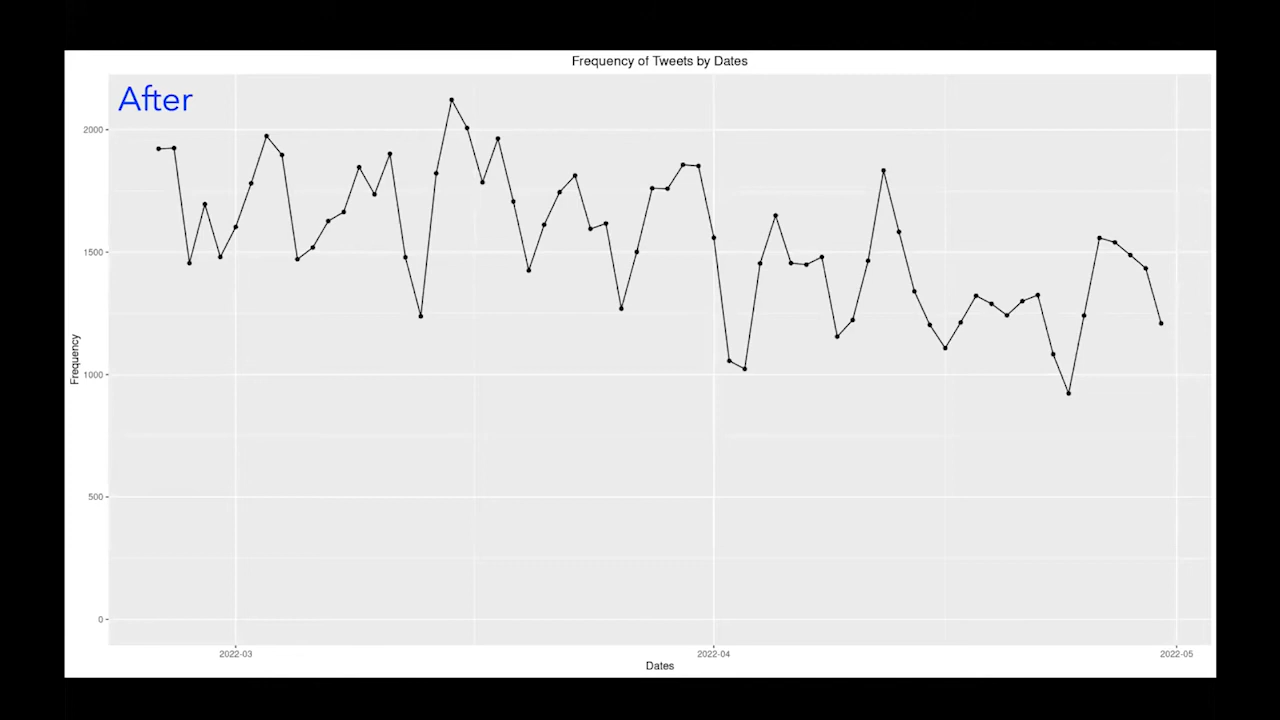 Frequency of Tweets by Dates
After
2000
1500
1000
500
0
Frequency
2022-03 2022-04 2022-05
Dates